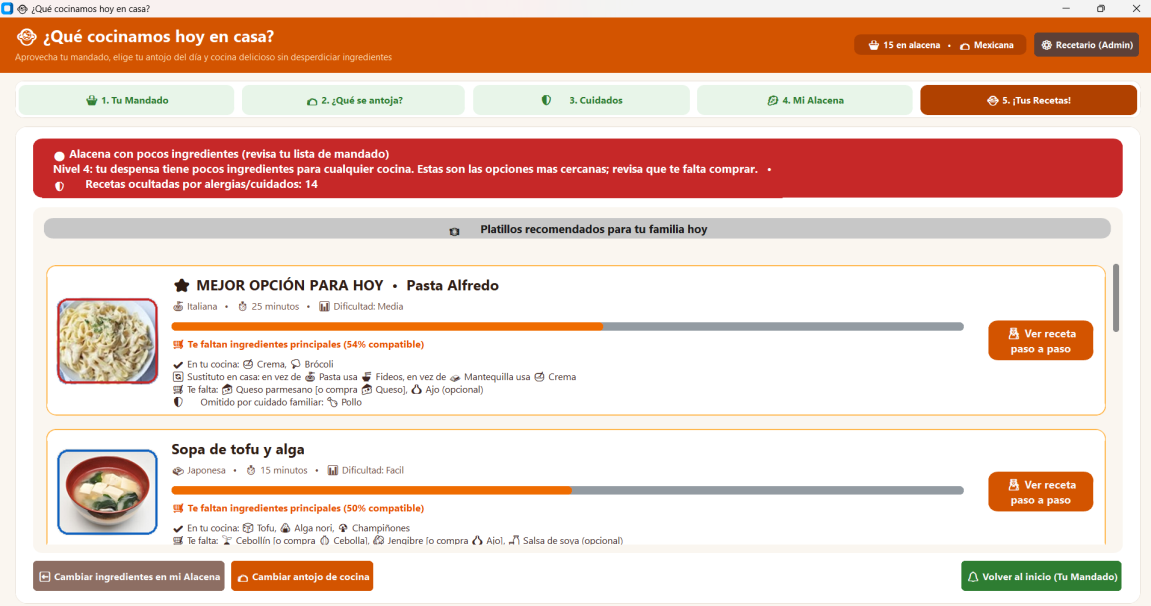 ¿Qué cocinamos hoy en casa?
¿Qué cocinamos hoy en casa?
Aprovecha tu mandado, elige tu antojo del día y cocina delicioso sin desperdiciar ingredientes
15 en alacena • Mexicana
Recetario (Admin)
1. Tu Mandado
2. ¿Qué se antoja?
3. Cuidados
4. Mi Alacena
5. ¡Tus Recetas!
Alacena con pocos ingredientes (revisa tu lista de mandado)
Nivel 4: tu despensa tiene pocos ingredientes para cualquier cocina. Estas son las opciones mas cercanas; revisa que te falta comprar. •
Recetas ocultadas por alergias/cuidados: 14
Platillos recomendados para tu familia hoy
MEJOR OPCIÓN PARA HOY • Pasta Alfredo
Italiana • 25 minutos • Dificultad: Media
Te faltan ingredientes principales (54% compatible)
En tu cocina: Crema, Brócoli
Sustituto en casa: en vez de Pasta usa Fideos, en vez de Mantequilla usa Crema
Te falta: Queso parmesano [o compra Queso], Ajo (opcional)
Omitido por cuidado familiar: Pollo
Ver receta
paso a paso
Sopa de tofu y alga
Japonesa • 15 minutos • Dificultad: Facil
Te faltan ingredientes principales (50% compatible)
En tu cocina: Tofu, Alga nori, Champiñones
Te falta: Cebollín [o compra Cebolla], Jengibre [o compra Ajo], Salsa de soya (opcional)
Ver receta
paso a paso
Cambiar ingredientes en mi Alacena
Cambiar antojo de cocina
Volver al inicio (Tu Mandado)